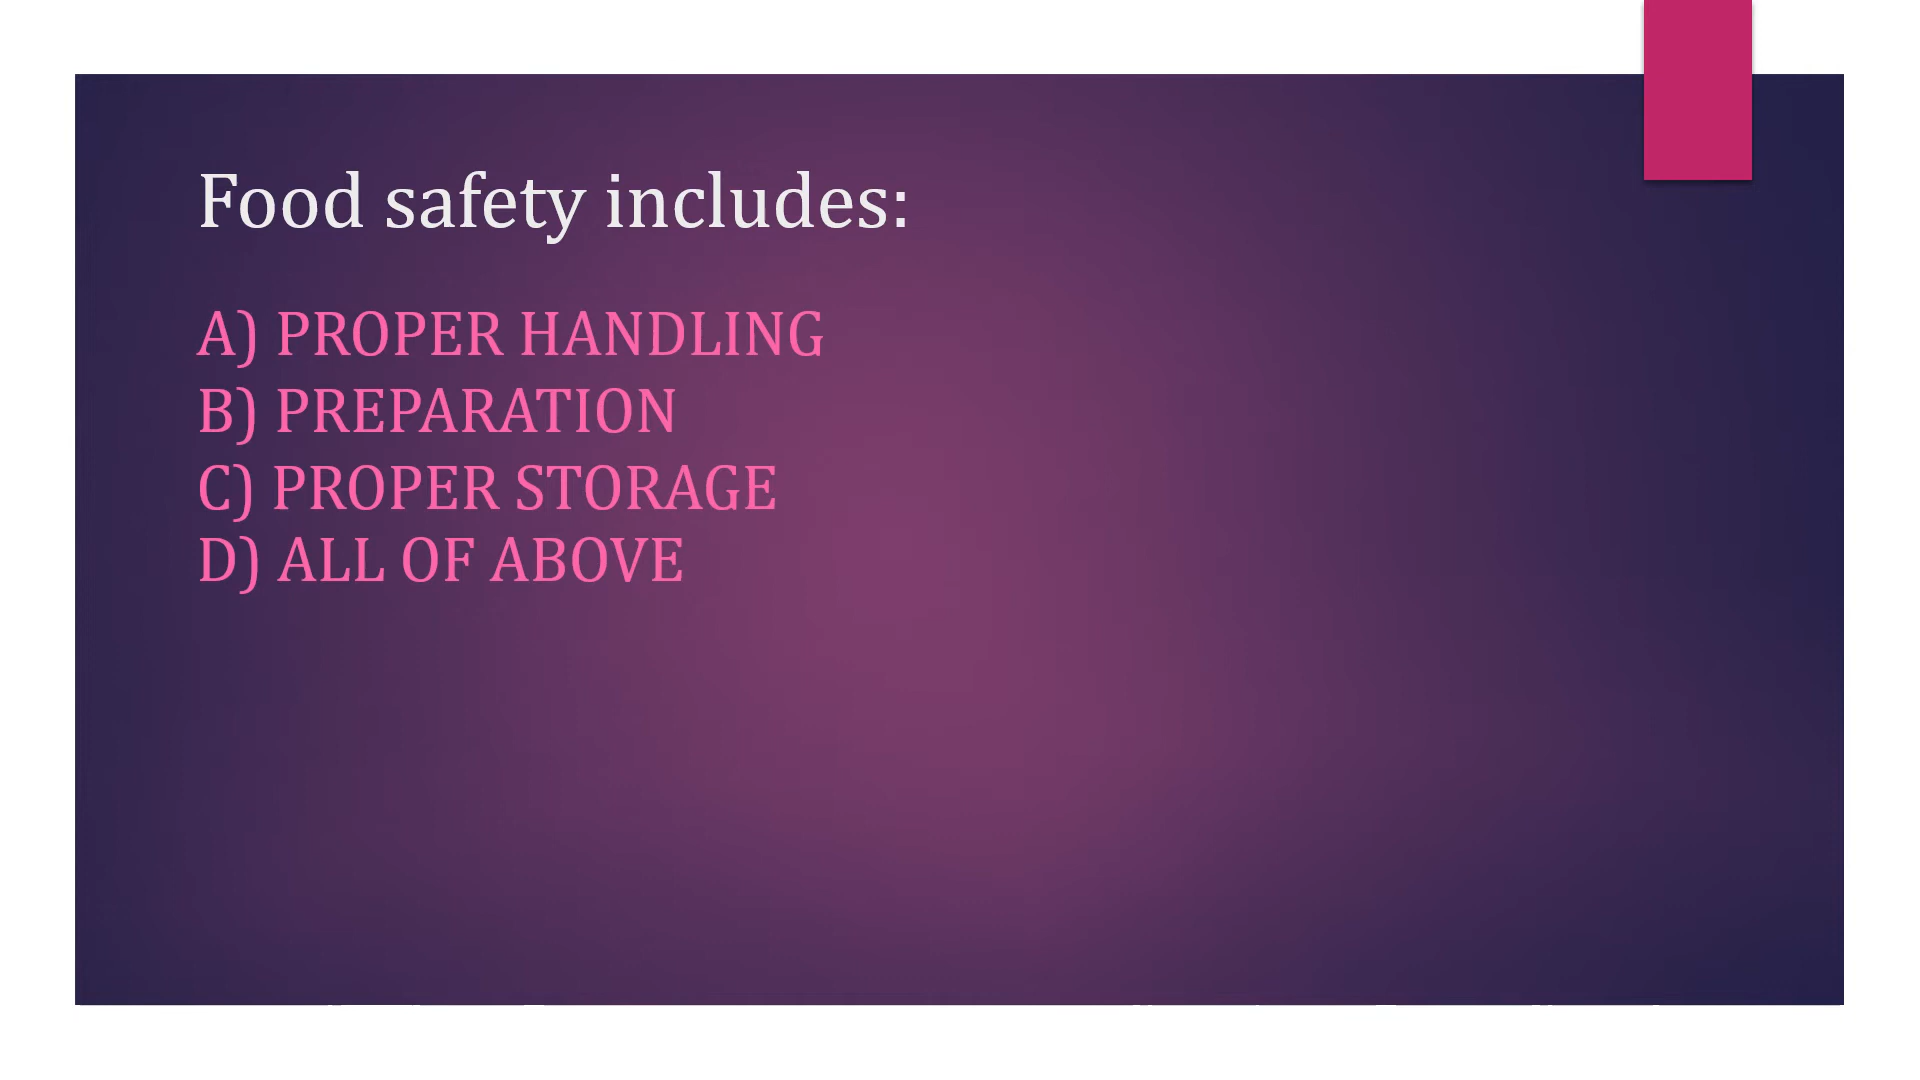 Food safety includes:
A) PROPER HANDLING
B) PREPARATION
C) PROPER STORAGE
D) ALL OF ABOVE